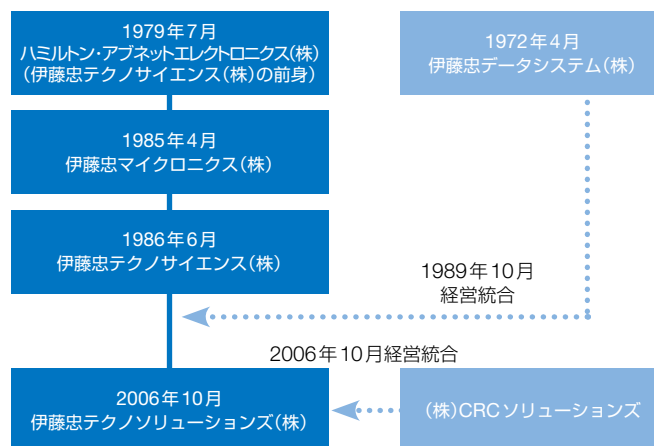 1979年7月
ハミルトン・アブネットエレクトロニクス(株)
(伊藤忠テクノサイエンス(株)の前身)
1972年4月
伊藤忠データシステム(株)
1985年4月
伊藤忠マイクロニクス(株)
1986年6月
伊藤忠テクノサイエンス(株)
1989年10月
経営統合
2006年10月経営統合
2006年10月
伊藤忠テクノソリューションズ(株)
(株)CRCソリューションズ